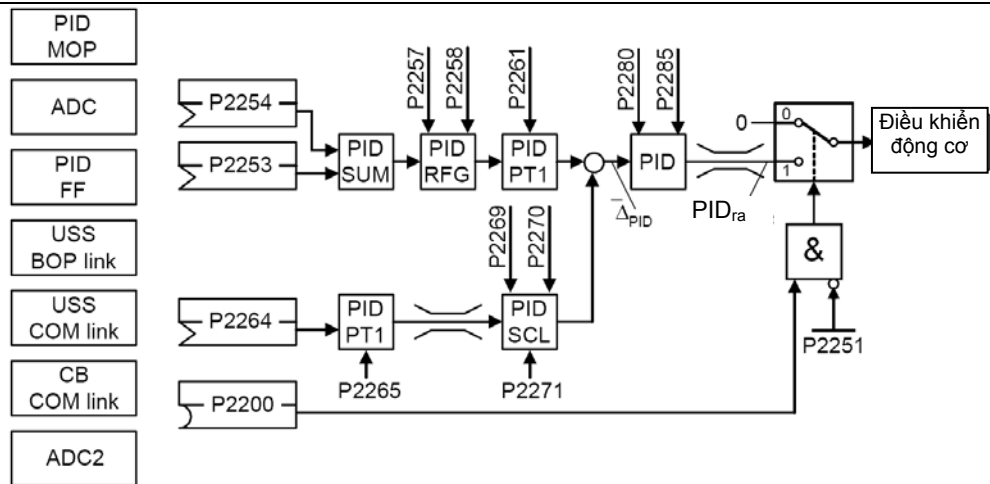 PID
MOP
ADC
PID
FF
USS
BOP link
USS
COM link
CB
COM link
ADC2
P2254
P2253
P2264
P2200
PID
SUM
P2257
P2258
PID
RFG
P2261
PID
PT1
P2280
P2285
PID
Δ PID
PIDra
0
0
1
Điều khiển
động cơ
&
P2251
PID
PT1
P2265
P2269
P2270
PID
SCL
P2271